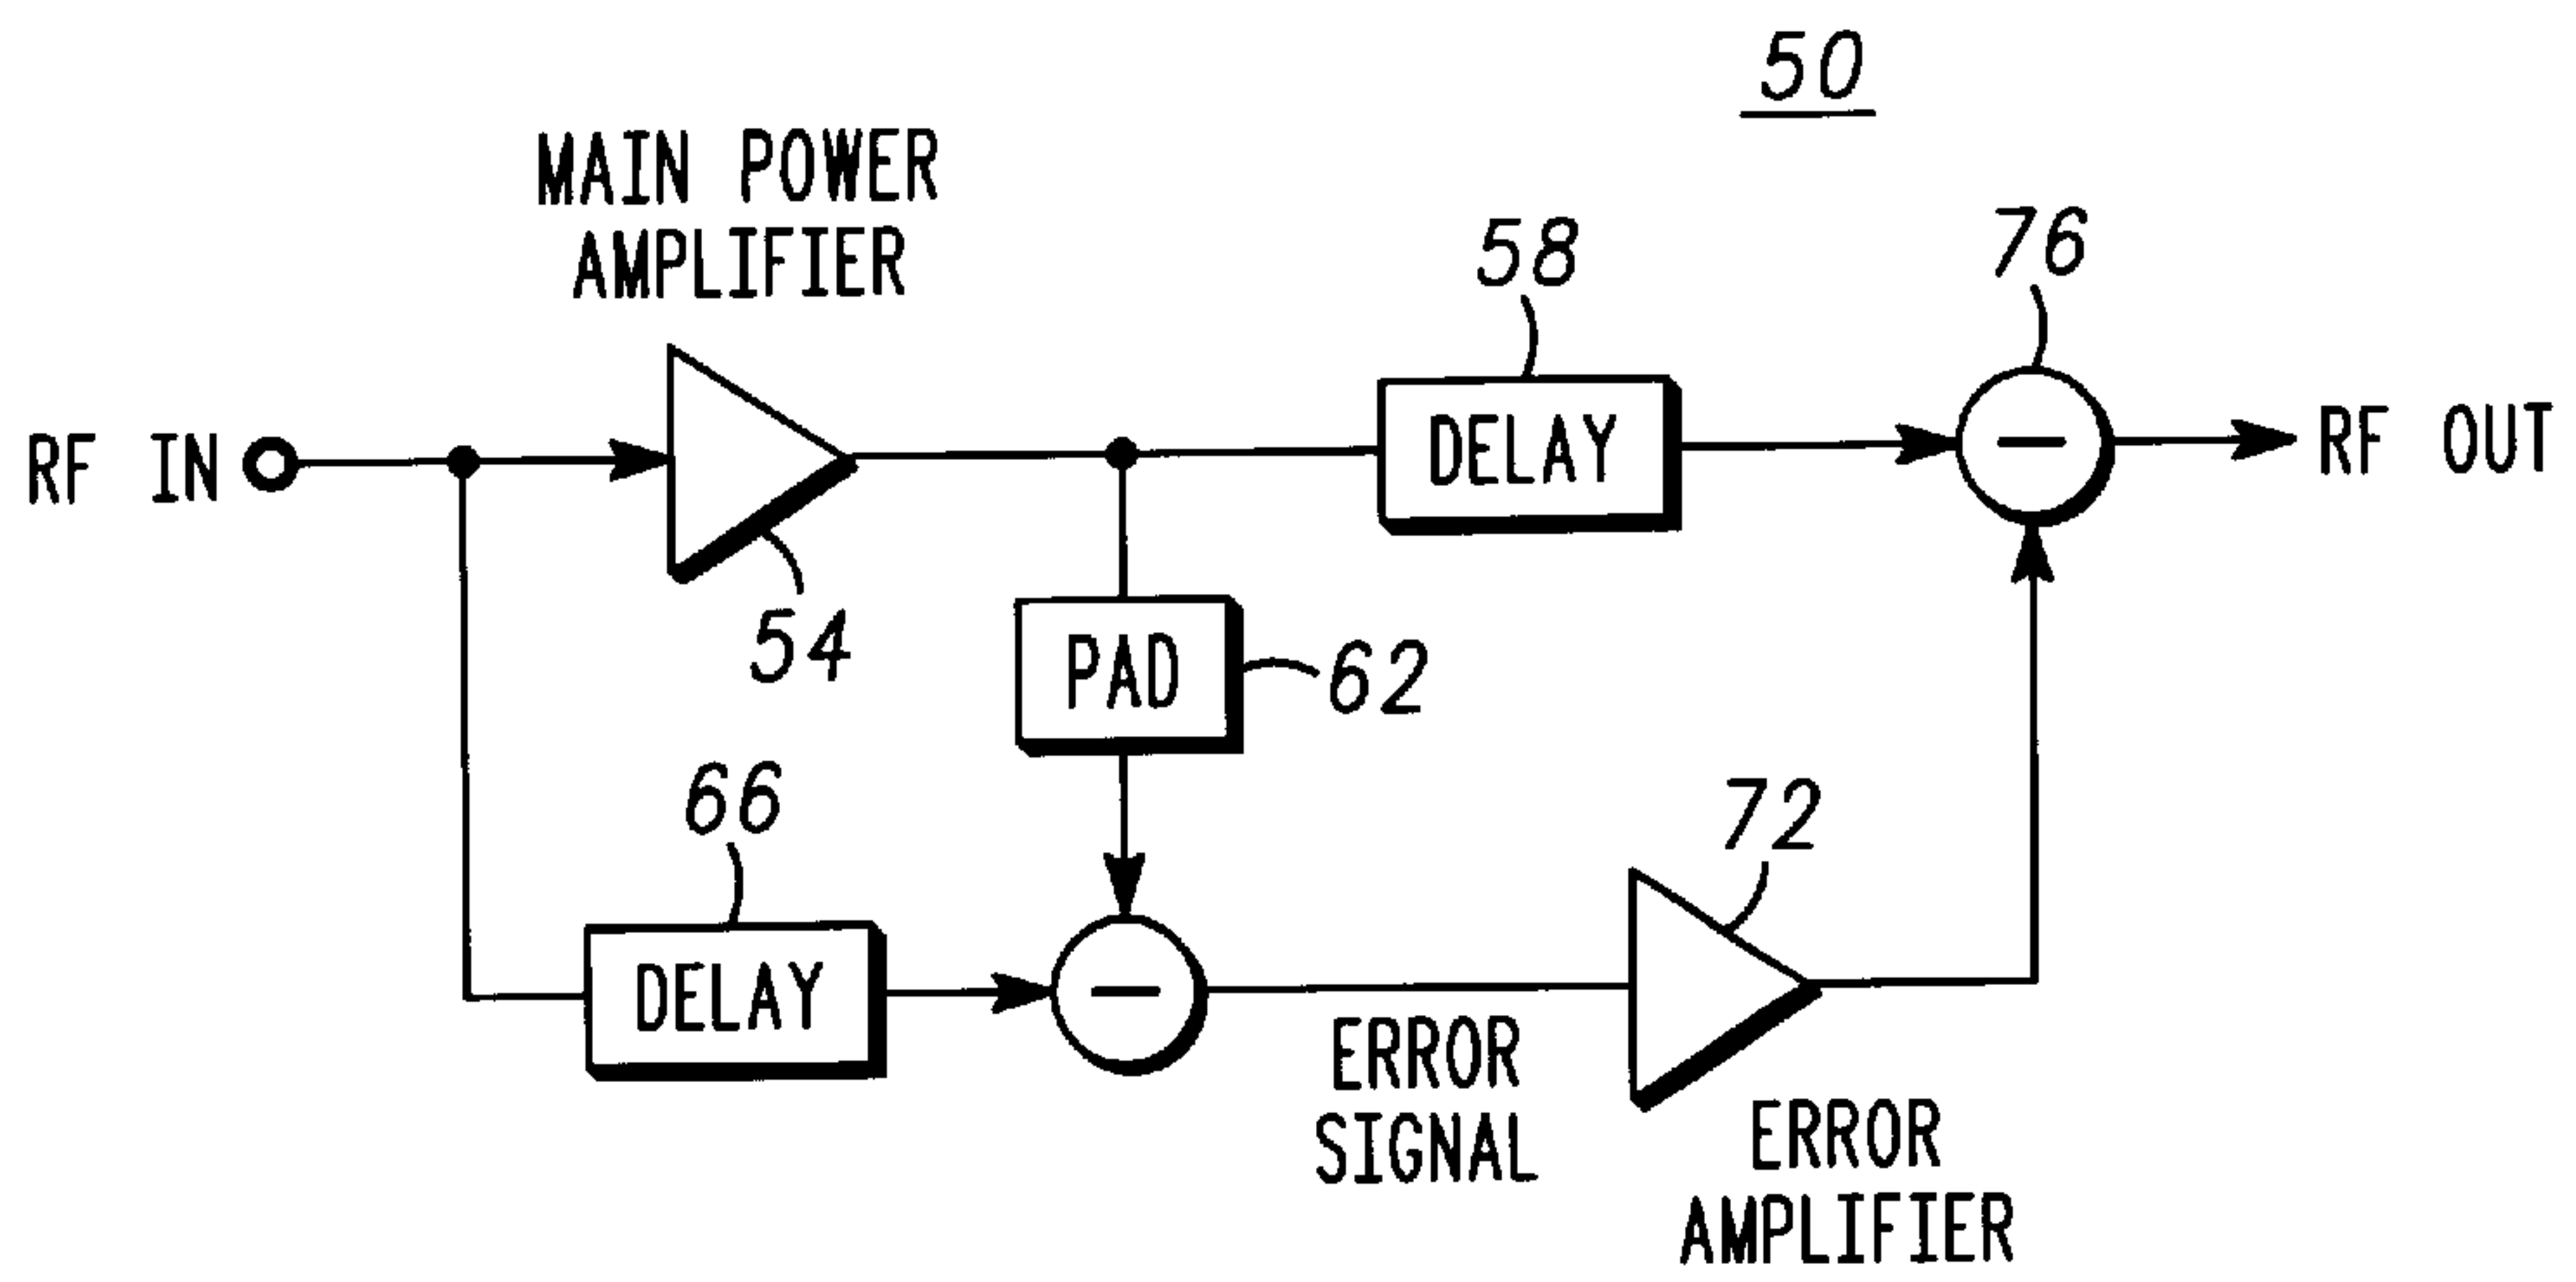 50
MAIN POWER
AMPLIFIER
58
76
RF IN
DELAY
−
RF OUT
54
PAD
62
66
72
DELAY
−
ERROR
SIGNAL
ERROR
AMPLIFIER